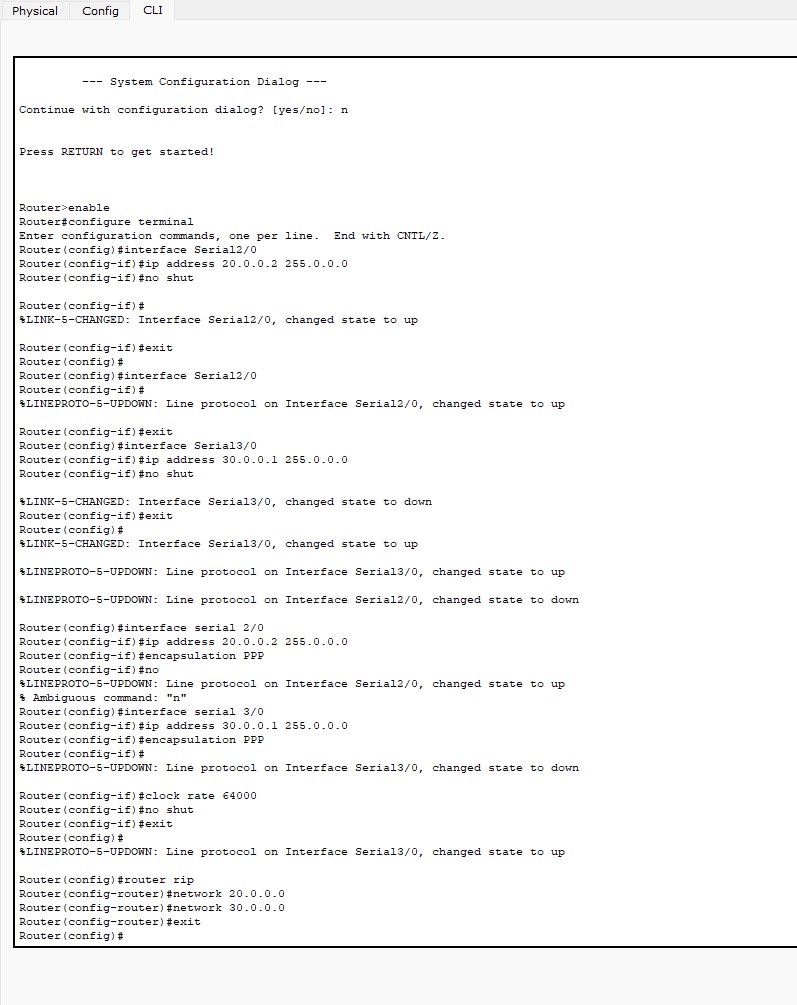 Physical Config CLI
--- System Configuration Dialog ---
Continue with configuration dialog? [yes/no]: n
Press RETURN to get started!
Router>enable
Router#configure terminal
Enter configuration commands, one per line.  End with CNTL/Z.
Router(config)#interface Serial2/0
Router(config-if)#ip address 20.0.0.2 255.0.0.0
Router(config-if)#no shut
Router(config-if)#
%LINK-5-CHANGED: Interface Serial2/0, changed state to up
Router(config-if)#exit
Router(config)#
Router(config)#interface Serial2/0
Router(config-if)#
%LINEPROTO-5-UPDOWN: Line protocol on Interface Serial2/0, changed state to up
Router(config-if)#exit
Router(config)#interface Serial3/0
Router(config-if)#ip address 30.0.0.1 255.0.0.0
Router(config-if)#no shut
%LINK-5-CHANGED: Interface Serial3/0, changed state to down
Router(config-if)#exit
Router(config)#
%LINK-5-CHANGED: Interface Serial3/0, changed state to up
%LINEPROTO-5-UPDOWN: Line protocol on Interface Serial3/0, changed state to up
%LINEPROTO-5-UPDOWN: Line protocol on Interface Serial2/0, changed state to down
Router(config)#interface serial 2/0
Router(config-if)#ip address 20.0.0.2 255.0.0.0
Router(config-if)#encapsulation PPP
Router(config-if)#no
%LINEPROTO-5-UPDOWN: Line protocol on Interface Serial2/0, changed state to up
% Ambiguous command: "n"
Router(config)#interface serial 3/0
Router(config-if)#ip address 30.0.0.1 255.0.0.0
Router(config-if)#encapsulation PPP
Router(config-if)#
%LINEPROTO-5-UPDOWN: Line protocol on Interface Serial3/0, changed state to down
Router(config-if)#clock rate 64000
Router(config-if)#no shut
Router(config-if)#exit
Router(config)#
%LINEPROTO-5-UPDOWN: Line protocol on Interface Serial3/0, changed state to up
Router(config)#router rip
Router(config-router)#network 20.0.0.0
Router(config-router)#network 30.0.0.0
Router(config-router)#exit
Router(config)#